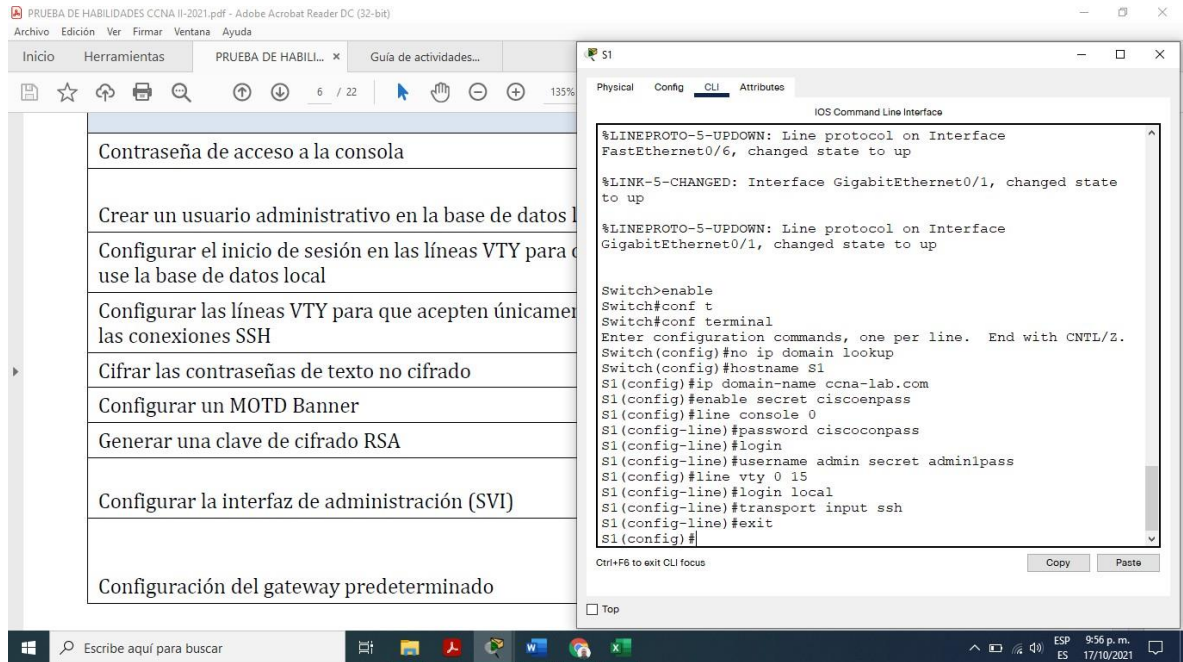 PRUEBA DE HABILIDADES CCNA II-2021.pdf - Adobe Acrobat Reader DC (32-bit)
Archivo Edición Ver Firmar Ventana Ayuda
Inicio Herramientas PRUEBA DE HABILI... × Guía de actividades...
6 / 22 135%
Contraseña de acceso a la consola
Crear un usuario administrativo en la base de datos
Configurar el inicio de sesión en las líneas VTY para
use la base de datos local
Configurar las líneas VTY para que acepten
las conexiones SSH
Cifrar las contraseñas de texto no cifrado
Configurar un MOTD Banner
Generar una clave de cifrado RSA
Configurar la interfaz de administración (SVI)
Configuración del gateway predeterminado
S1
Physical Config CLI Attributes
IOS Command Line Interface
%LINEPROTO-5-UPDOWN: Line protocol on Interface
FastEthernet0/6, changed state to up
%LINK-5-CHANGED: Interface GigabitEthernet0/1, changed state
to up
%LINEPROTO-5-UPDOWN: Line protocol on Interface
GigabitEthernet0/1, changed state to up
Switch>enable
Switch#conf t
Switch#conf terminal
Enter configuration commands, one per line. End with CNTL/Z.
Switch(config)#no ip domain lookup
Switch(config)#hostname S1
S1(config)#ip domain-name ccna-lab.com
S1(config)#enable secret ciscoenpass
S1(config)#line console 0
S1(config-line)#password ciscoconpass
S1(config-line)#login
S1(config-line)#username admin secret admin1pass
S1(config-line)#line vty 0 15
S1(config-line)#login local
S1(config-line)#transport input ssh
S1(config-line)#exit
S1(config)#
Ctrl+F6 to exit CLI focus
Copy Paste
Top
Escribe aquí para buscar
ESP
ES
9:56 p. m.
17/10/2021